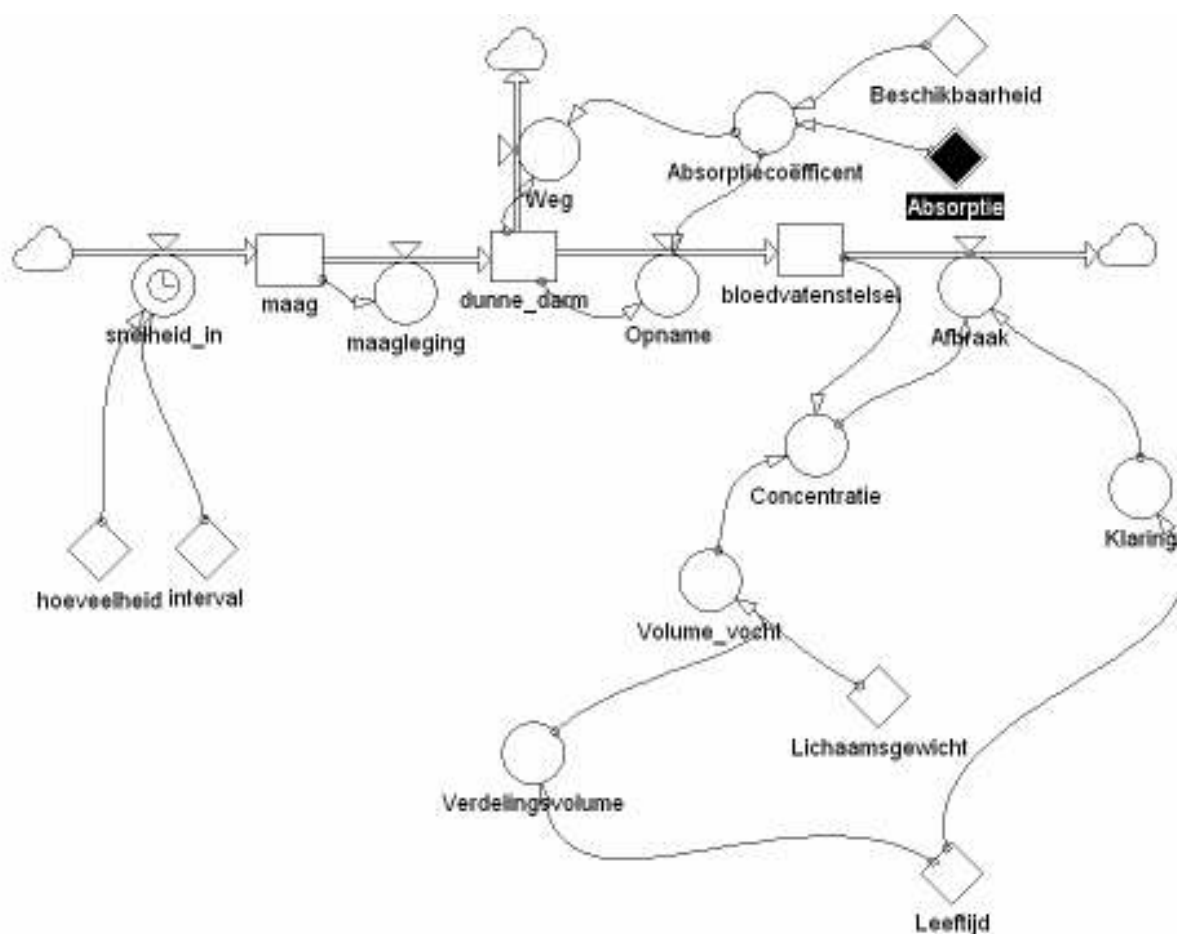 Beschikbaarheid
Absorptiecoëfficent
Absorptie
Weg
snelheid_in
maag
maagleging
dunne_darm
Opname
bloedvatenstelsel
Afbraak
Concentratie
Klaring
hoeveelheid
interval
Volume_vocht
Lichaamsgewicht
Verdelingsvolume
Leeftijd